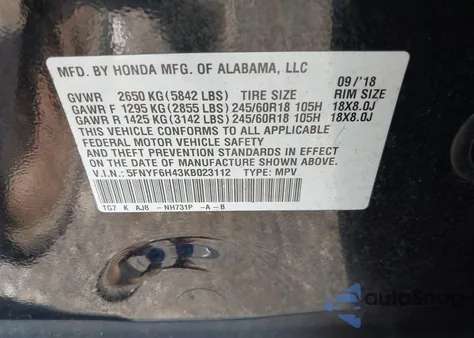 MFD. BY HONDA MFG. OF ALABAMA, LLC
09/'18
GVWR 2650 KG (5842 LBS) TIRE SIZE RIM SIZE
GAWR F 1295 KG (2855 LBS) 245/60R18 105H 18X8.0J
GAWR R 1425 KG (3142 LBS) 245/60R18 105H 18X8.0J
THIS VEHICLE CONFORMS TO ALL APPLICABLE
FEDERAL MOTOR VEHICLE SAFETY, BUMPER,
AND THEFT PREVENTION STANDARDS IN EFFECT ON
THE DATE OF MANUFACTURE SHOWN ABOVE.
V.I.N.: 5FNYF6H43KB023112 TYPE: MPV
TG7 K AJB -NH731P -A-B